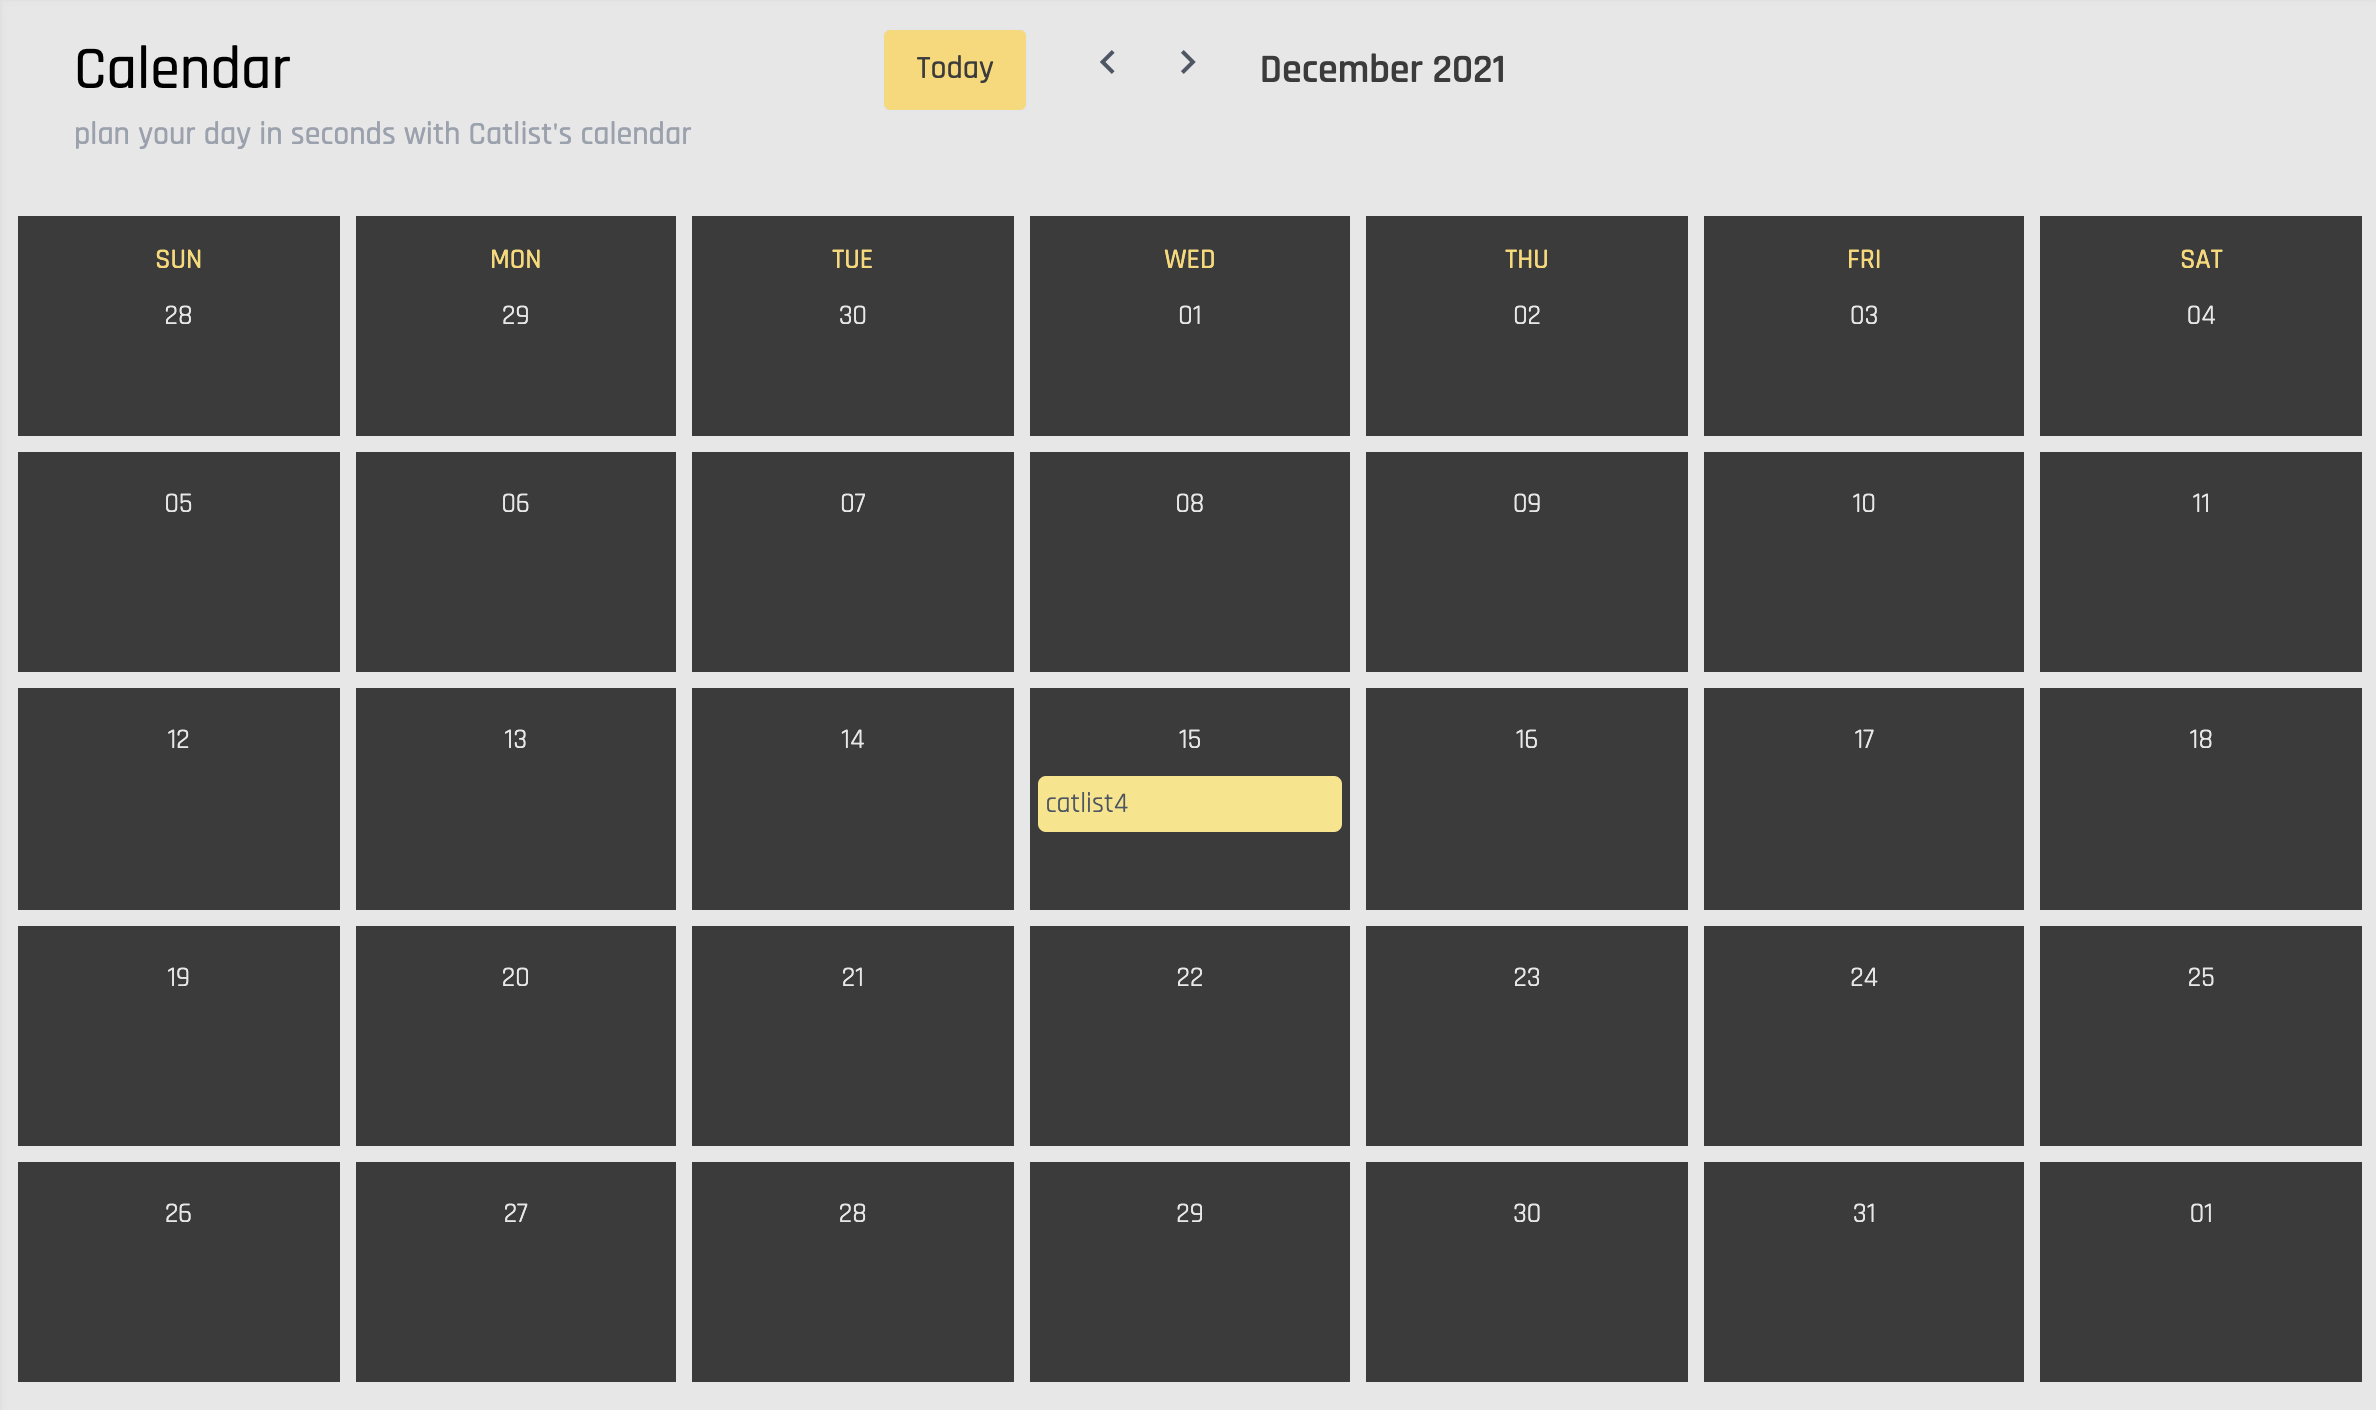 Calendar
Today
December 2021
plan your day in seconds with Catlist's calendar
SUN MON TUE WED THU FRI SAT
28 29 30 01 02 03 04
05 06 07 08 09 10 11
12 13 14 15 16 17 18
catlist4
19 20 21 22 23 24 25
26 27 28 29 30 31 01